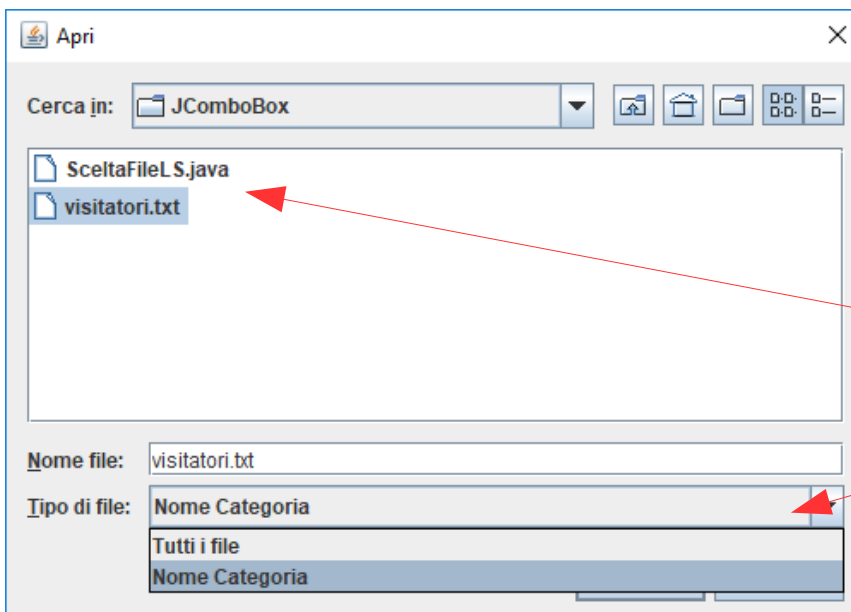 Apri
Cerca in: JComboBox
SceltaFileLS.java
visitatori.txt
Nome file: visitatori.txt
Tipo di file: Nome Categoria
Tutti i file
Nome Categoria